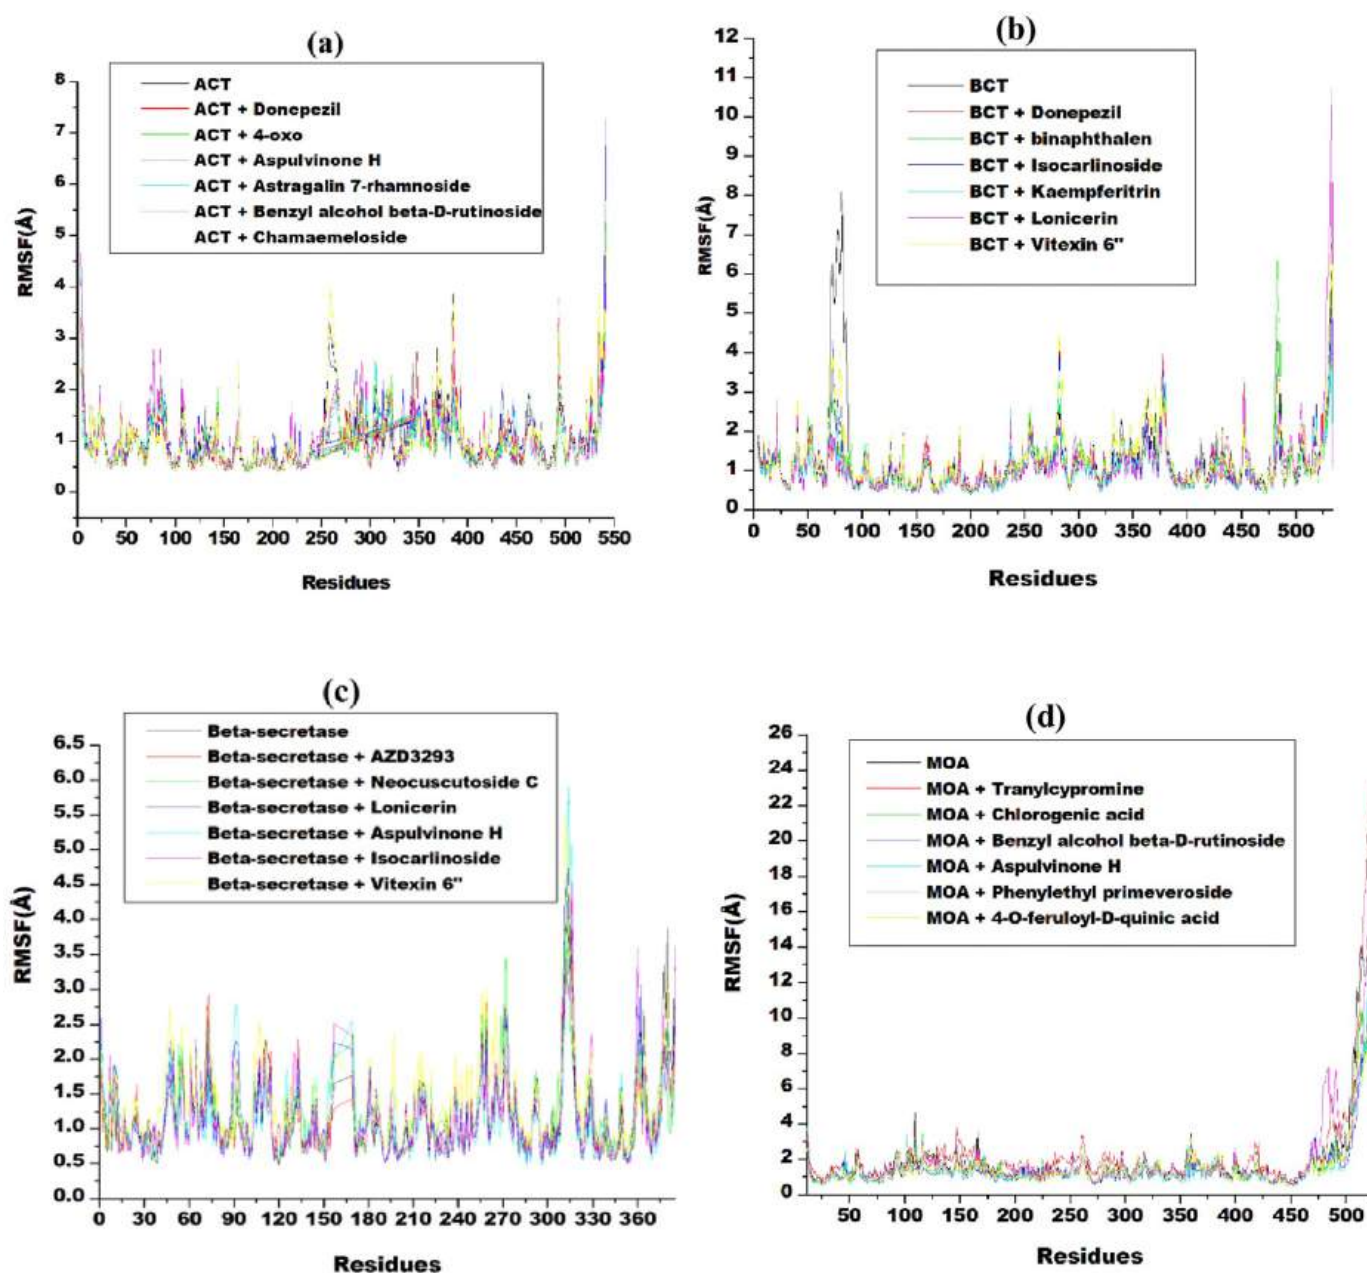 (a)
ACT
ACT + Donepezil
ACT + 4-oxo
ACT + Aspulvinone H
ACT + Astragalin 7-rhamnoside
ACT + Benzyl alcohol beta-D-rutinoside
ACT + Chamaemeloside
RMSF(Å)
8
7
6
5
4
3
2
1
0
0 50 100 150 200 250 300 350 400 450 500 550
Residues
(b)
BCT
BCT + Donepezil
BCT + binaphthalen
BCT + Isocarlinoside
BCT + Kaempferitrin
BCT + Lonicerin
BCT + Vitexin 6"
RMSF(Å)
12
11
10
9
8
7
6
5
4
3
2
1
0
0 50 100 150 200 250 300 350 400 450 500
Residues
(c)
Beta-secretase
Beta-secretase + AZD3293
Beta-secretase + Neocuscutoside C
Beta-secretase + Lonicerin
Beta-secretase + Aspulvinone H
Beta-secretase + Isocarlinoside
Beta-secretase + Vitexin 6"
RMSF(Å)
6.5
6.0
5.5
5.0
4.5
4.0
3.5
3.0
2.5
2.0
1.5
1.0
0.5
0.0
0 30 60 90 120 150 180 210 240 270 300 330 360
Residues
(d)
MOA
MOA + Tranylcypromine
MOA + Chlorogenic acid
MOA + Benzyl alcohol beta-D-rutinoside
MOA + Aspulvinone H
MOA + Phenylethyl primeveroside
MOA + 4-O-feruloyl-D-quinic acid
RMSF(Å)
26
24
22
20
18
16
14
12
10
8
6
4
2
0
50 100 150 200 250 300 350 400 450 500
Residues